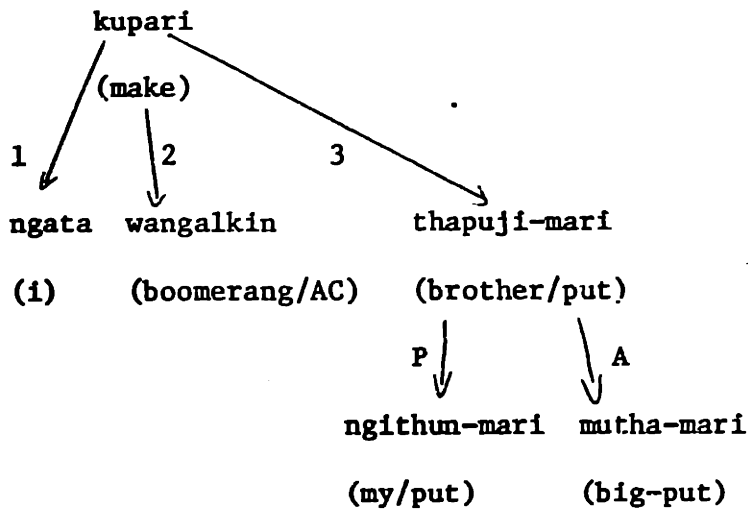 kupari
(make)
1 2 3
ngata wangalkin thapuji-mari
(i) (boomerang/AC) (brother/put)
P A
ngithun-mari mutha-mari
(my/put) (big-put)